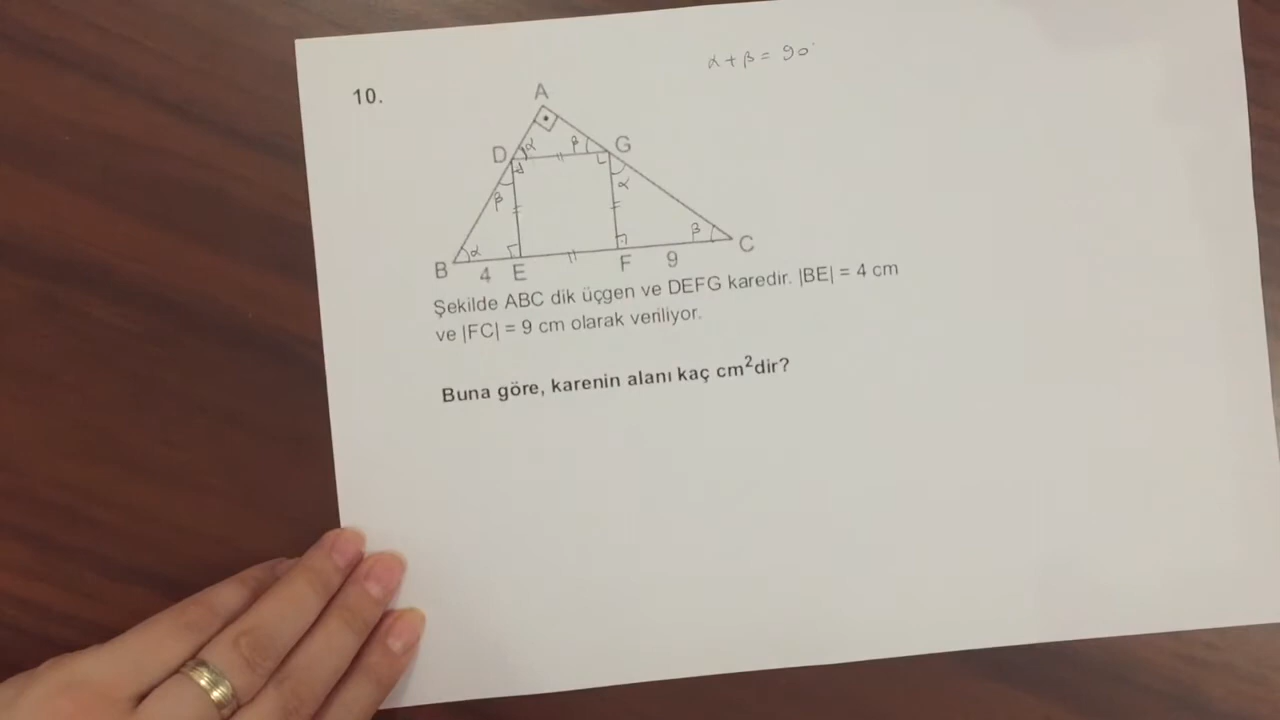 α + β = 90°
10.
A
D α β G
β α
B α β C
4 E F 9
Şekilde ABC dik üçgen ve DEFG karedir. |BE| = 4 cm
ve |FC| = 9 cm olarak veriliyor.
Buna göre, karenin alanı kaç cm²dir?